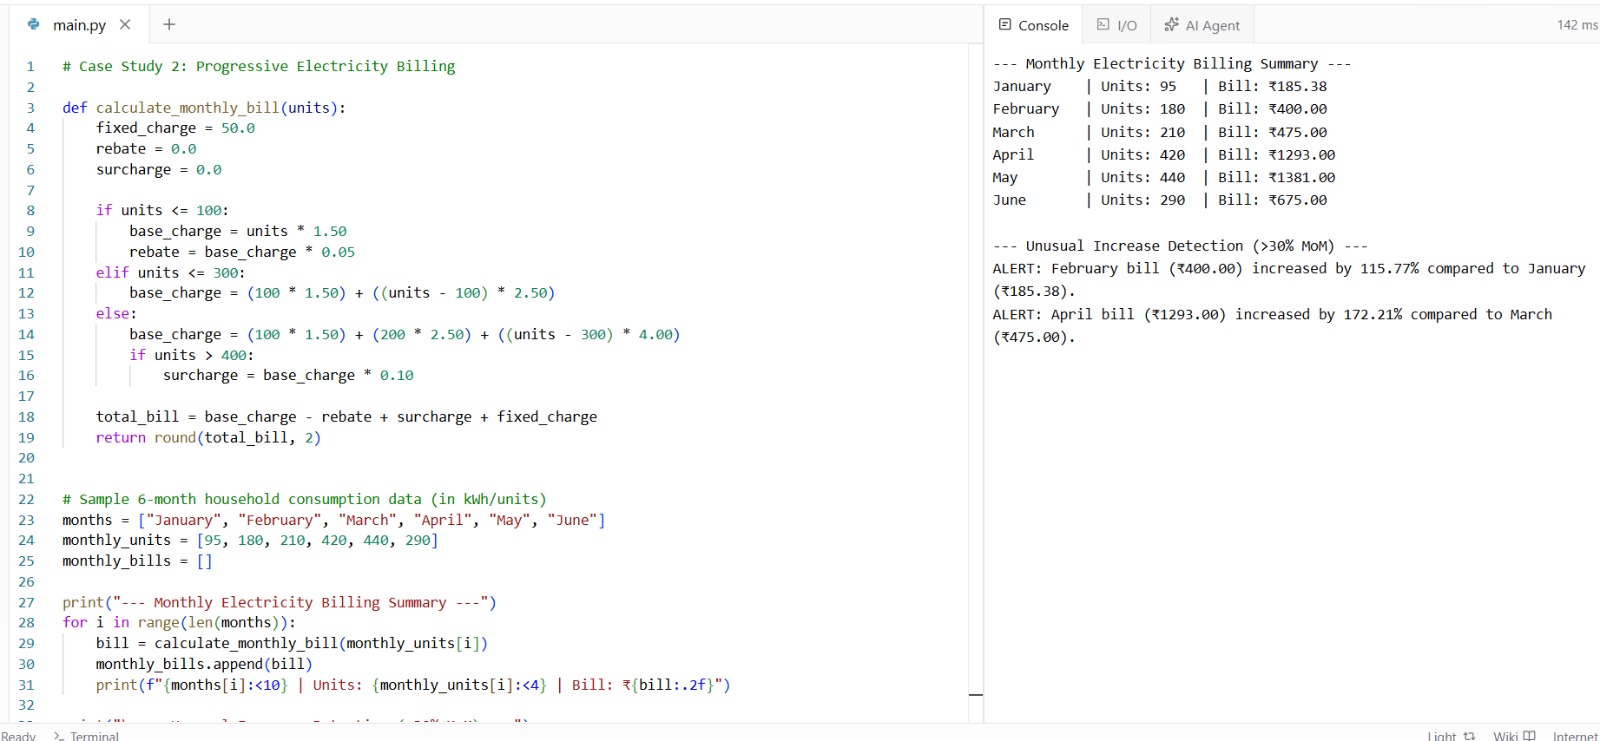 main.py
1 # Case Study 2: Progressive Electricity Billing
2
3 def calculate_monthly_bill(units):
4 fixed_charge = 50.0
5 rebate = 0.0
6 surcharge = 0.0
7
8 if units <= 100:
9 base_charge = units * 1.50
10 rebate = base_charge * 0.05
11 elif units <= 300:
12 base_charge = (100 * 1.50) + ((units - 100) * 2.50)
13 else:
14 base_charge = (100 * 1.50) + (200 * 2.50) + ((units - 300) * 4.00)
15 if units > 400:
16 surcharge = base_charge * 0.10
17
18 total_bill = base_charge - rebate + surcharge + fixed_charge
19 return round(total_bill, 2)
20
21
22 # Sample 6-month household consumption data (in kWh/units)
23 months = ["January", "February", "March", "April", "May", "June"]
24 monthly_units = [95, 180, 210, 420, 440, 290]
25 monthly_bills = []
26
27 print("--- Monthly Electricity Billing Summary ---")
28 for i in range(len(months)):
29 bill = calculate_monthly_bill(monthly_units[i])
30 monthly_bills.append(bill)
31 print(f"{months[i]:<10} | Units: {monthly_units[i]:<4} | Bill: ₹{bill:.2f}")
32
Console I/O AI Agent 142 ms
--- Monthly Electricity Billing Summary ---
January | Units: 95 | Bill: ₹185.38
February | Units: 180 | Bill: ₹400.00
March | Units: 210 | Bill: ₹475.00
April | Units: 420 | Bill: ₹1293.00
May | Units: 440 | Bill: ₹1381.00
June | Units: 290 | Bill: ₹675.00
--- Unusual Increase Detection (>30% MoM) ---
ALERT: February bill (₹400.00) increased by 115.77% compared to January
(₹185.38).
ALERT: April bill (₹1293.00) increased by 172.21% compared to March
(₹475.00).
Ready Terminal Light Wiki Internet